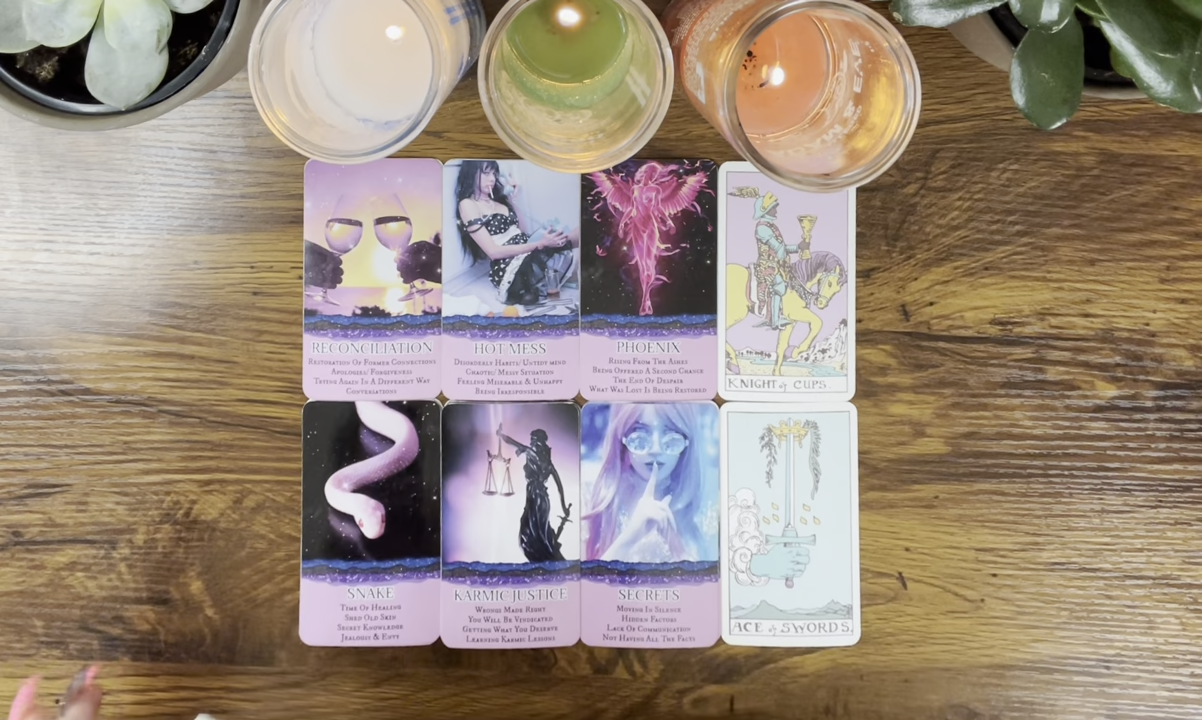 RECONCILIATION
RESTORATION OF FORMER CONNECTIONS
APOLOGIES/FORGIVENESS
TRYING AGAIN IN A DIFFERENT WAY
CONVERSATIONS
HOT MESS
DISORDERLY HABITS/UNTIDY MIND
CHAOTIC/MESSY SITUATION
FEELING MISERABLE & UNHAPPY
BEING IRRESPONSIBLE
PHOENIX
RISING FROM THE ASHES
BEING OFFERED A SECOND CHANCE
THE END OF DESPAIR
WHAT WAS LOST IS BEING RESTORED
KNIGHT of CUPS.
SNAKE
TIME OF HEALING
SHED OLD SKIN
SECRET KNOWLEDGE
JEALOUSY & ENVY
KARMIC JUSTICE
WRONGS MADE RIGHT
YOU WILL BE VINDICATED
GETTING WHAT YOU DESERVE
LEARNING KARMIC LESSONS
SECRETS
MOVING IN SILENCE
HIDDEN FACTORS
LACK OF COMMUNICATION
NOT HAVING ALL THE FACTS
ACE of SWORDS.